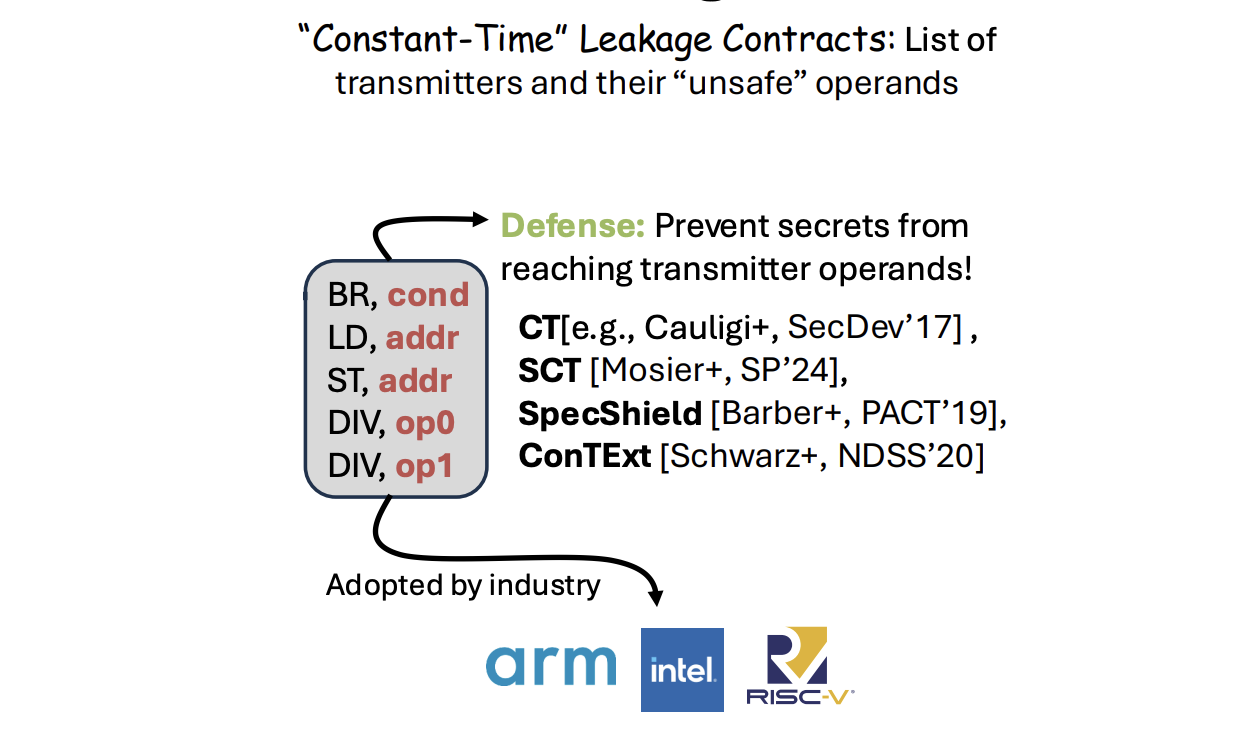 “Constant-Time” Leakage Contracts: List of
transmitters and their “unsafe” operands
Defense: Prevent secrets from
reaching transmitter operands!
BR, cond
LD, addr
ST, addr
DIV, op0
DIV, op1
CT[e.g., Cauligi+, SecDev’17] ,
SCT [Mosier+, SP’24],
SpecShield [Barber+, PACT’19],
ConTExt [Schwarz+, NDSS’20]
Adopted by industry
arm
intel.
RISC-V®